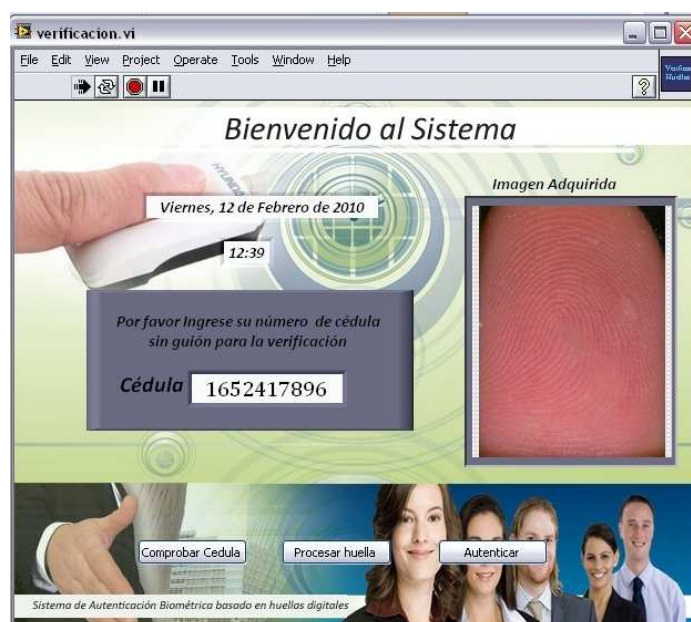 verificacion.vi
File Edit View Project Operate Tools Window Help
Bienvenido al Sistema
HYUNDAI
Imagen Adquirida
Viernes, 12 de Febrero de 2010
12:39
Por favor Ingrese su número de cédula
sin guión para la verificación
Cédula 1652417896
Comprobar Cedula Procesar huella Autenticar
Sistema de Autenticación Biométrica basado en huellas digitales